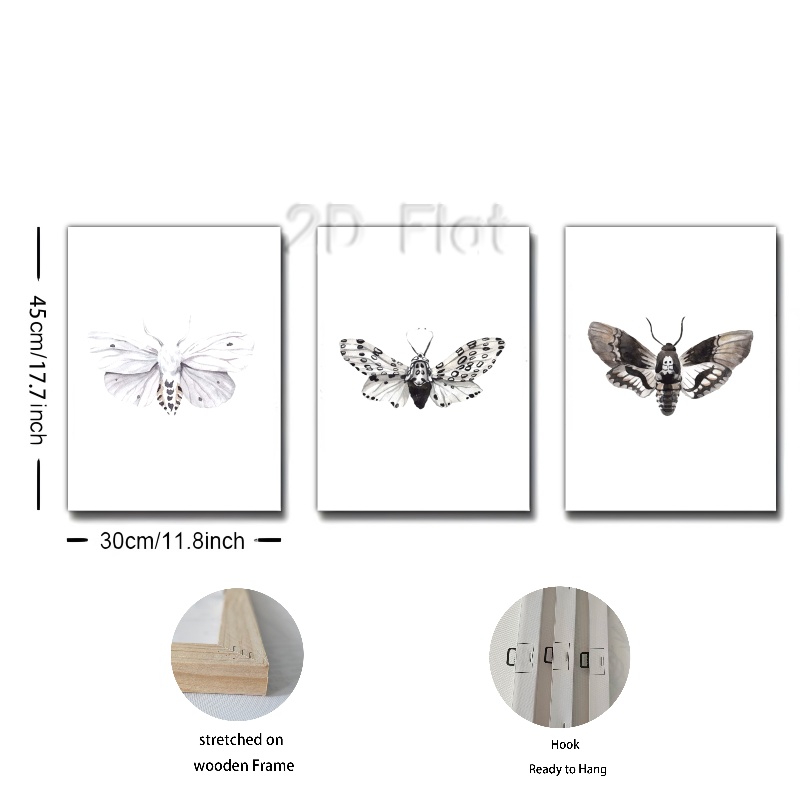 2D Flat
45cm/17.7inch
30cm/11.8inch
stretched on
wooden Frame
Hook
Ready to Hang